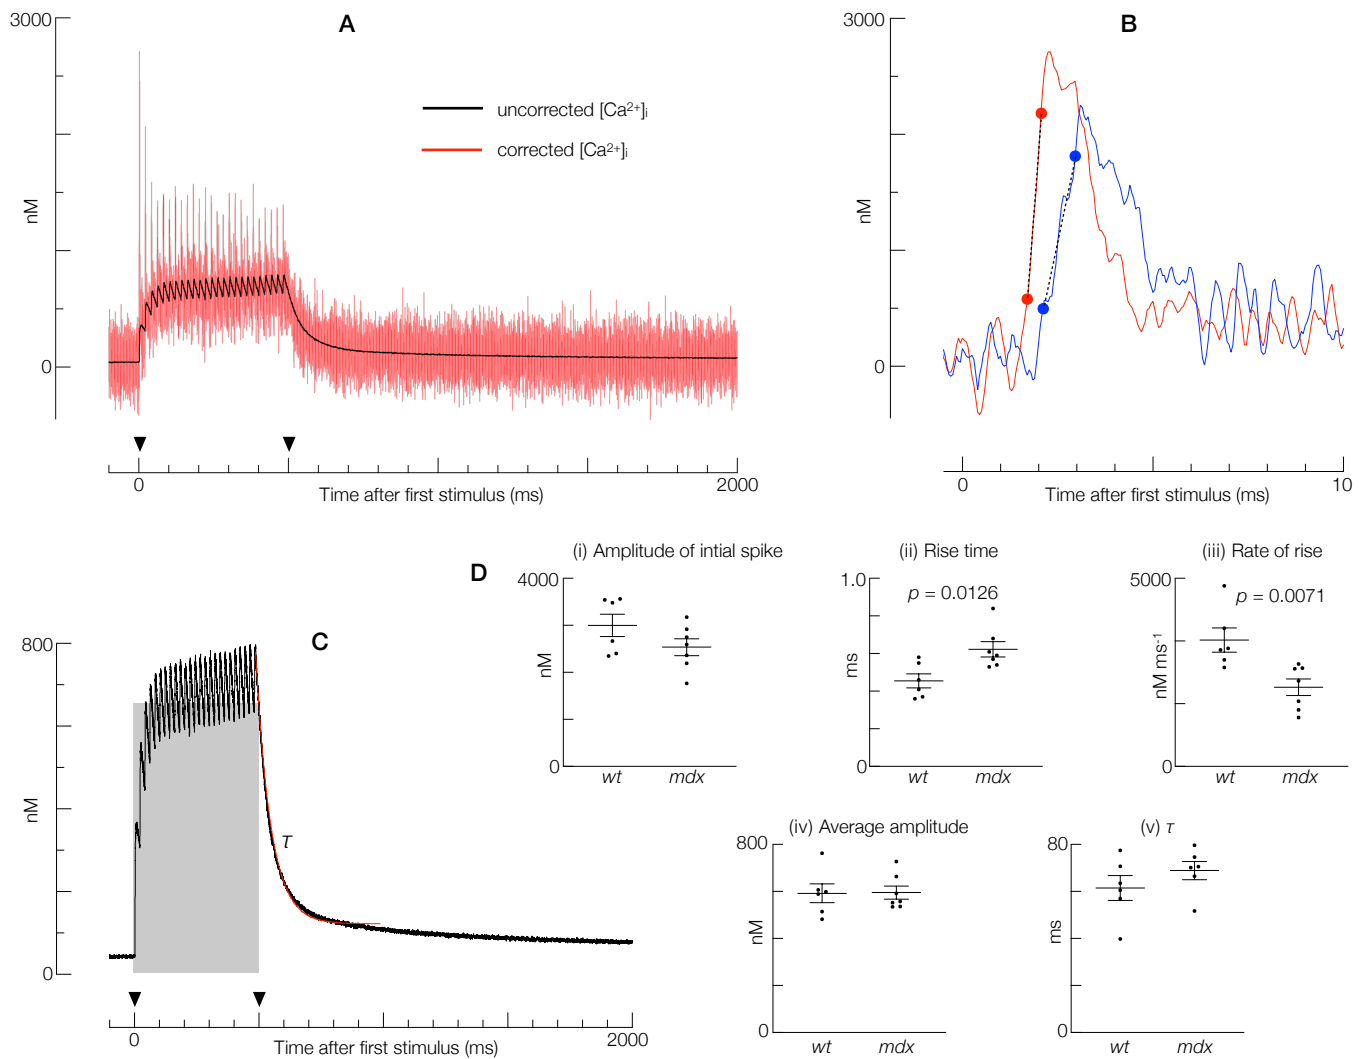 A
3000
nM
0
uncorrected [Ca²⁺]ᵢ
corrected [Ca²⁺]ᵢ
0
2000
Time after first stimulus (ms)
B
3000
nM
0
0
10
Time after first stimulus (ms)
C
800
nM
0
τ
0
2000
Time after first stimulus (ms)
D
(i) Amplitude of intial spike
4000
nM
0
wt mdx
(ii) Rise time
1.0
p = 0.0126
ms
0
wt mdx
(iii) Rate of rise
5000
p = 0.0071
nM ms⁻¹
0
wt mdx
(iv) Average amplitude
800
nM
0
wt mdx
(v) τ
80
ms
0
wt mdx